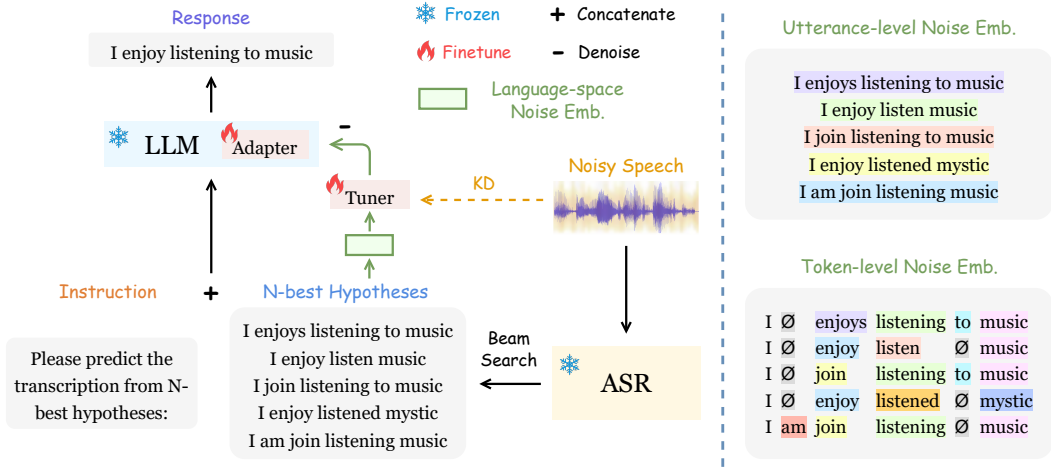 Response
I enjoy listening to music
Frozen
+ Concatenate
Finetune
- Denoise
Language-space
Noise Emb.
LLM
Adapter
-
Tuner
KD
Noisy Speech
Instruction
+
N-best Hypotheses
Please predict the
transcription from N-
best hypotheses:
I enjoys listening to music
I enjoy listen music
I join listening to music
I enjoy listened mystic
I am join listening music
Beam
Search
ASR
Utterance-level Noise Emb.
I enjoys listening to music
I enjoy listen music
I join listening to music
I enjoy listened mystic
I am join listening music
Token-level Noise Emb.
I Ø enjoys listening to music
I Ø enjoy listen Ø music
I Ø join listening to music
I Ø enjoy listened Ø mystic
I am join listening Ø music